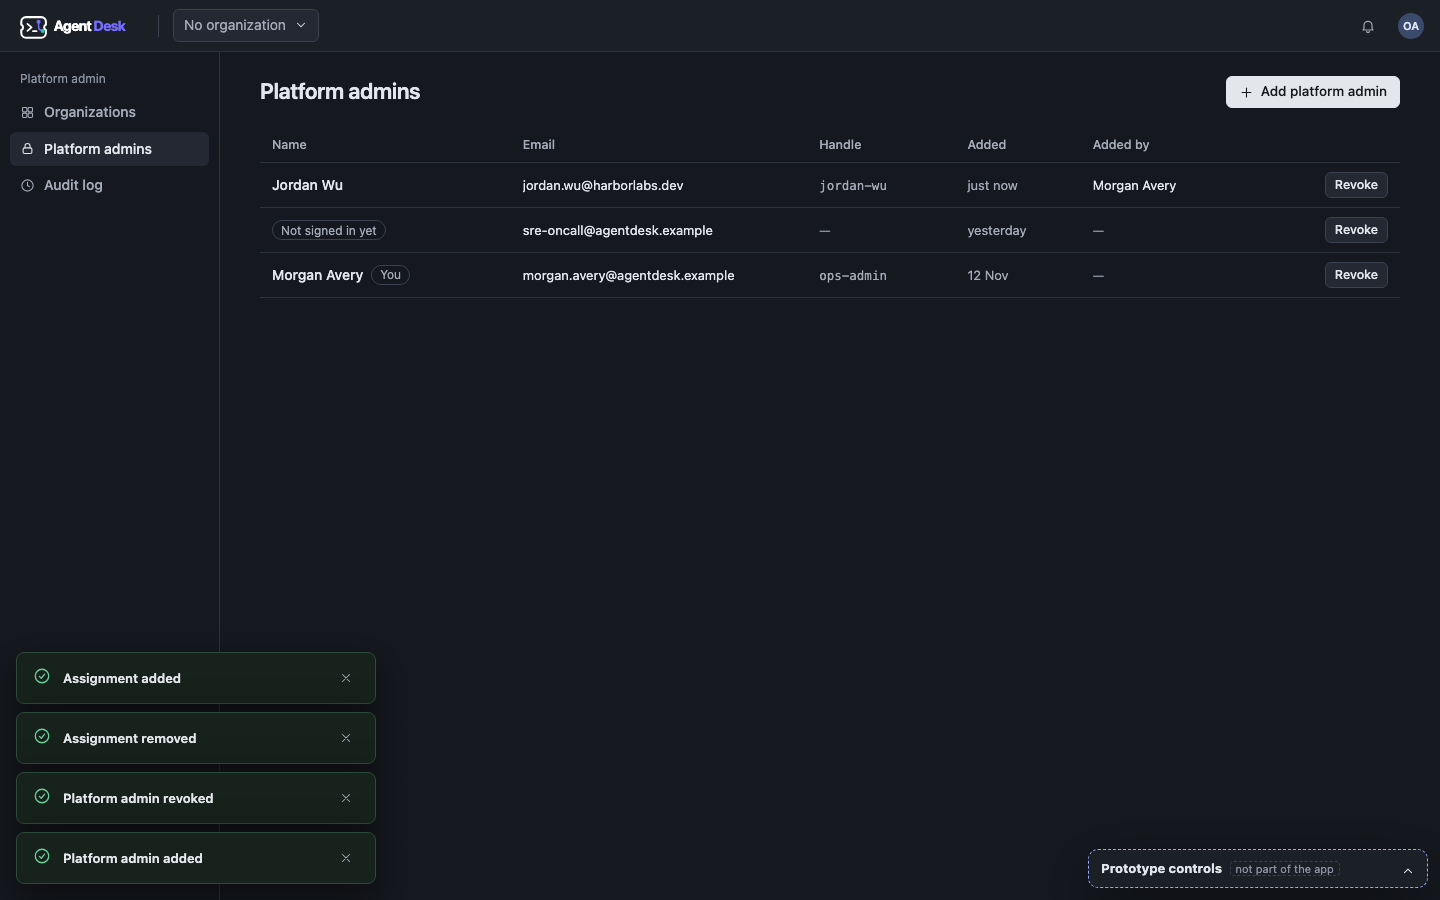 AgentDesk
No organization
OA
Platform admin
Organizations
Platform admins
Audit log
Platform admins
Add platform admin
Name Email Handle Added Added by
Jordan Wu jordan.wu@harborlabs.dev jordan-wu just now Morgan Avery Revoke
Not signed in yet sre-oncall@agentdesk.example — yesterday — Revoke
Morgan Avery You morgan.avery@agentdesk.example ops-admin 12 Nov — Revoke
Assignment added
Assignment removed
Platform admin revoked
Platform admin added
Prototype controls not part of the app